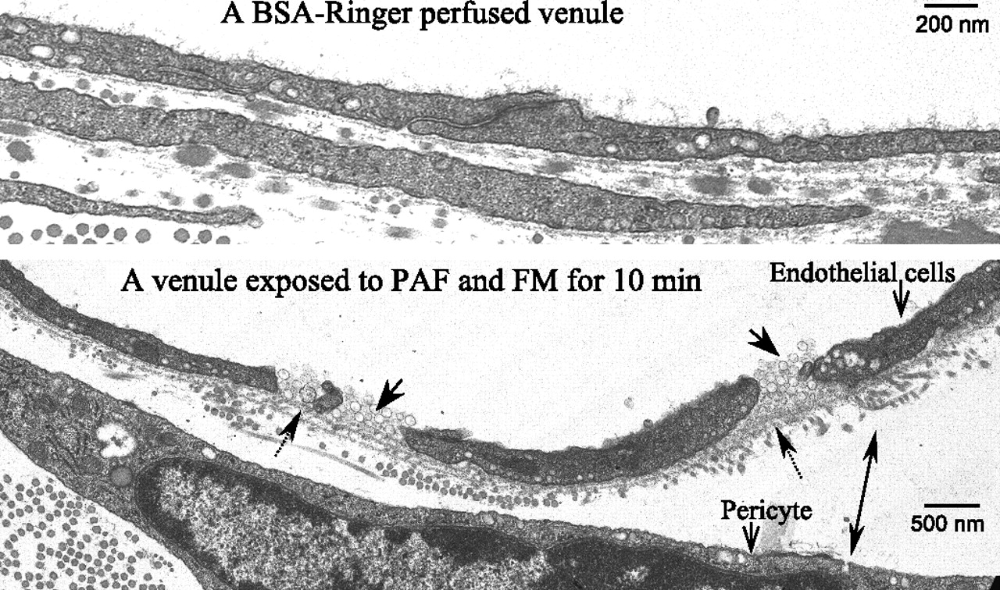 A BSA-Ringer perfused venule
200 nm
A venule exposed to PAF and FM for 10 min
Endothelial cells
Pericyte
500 nm